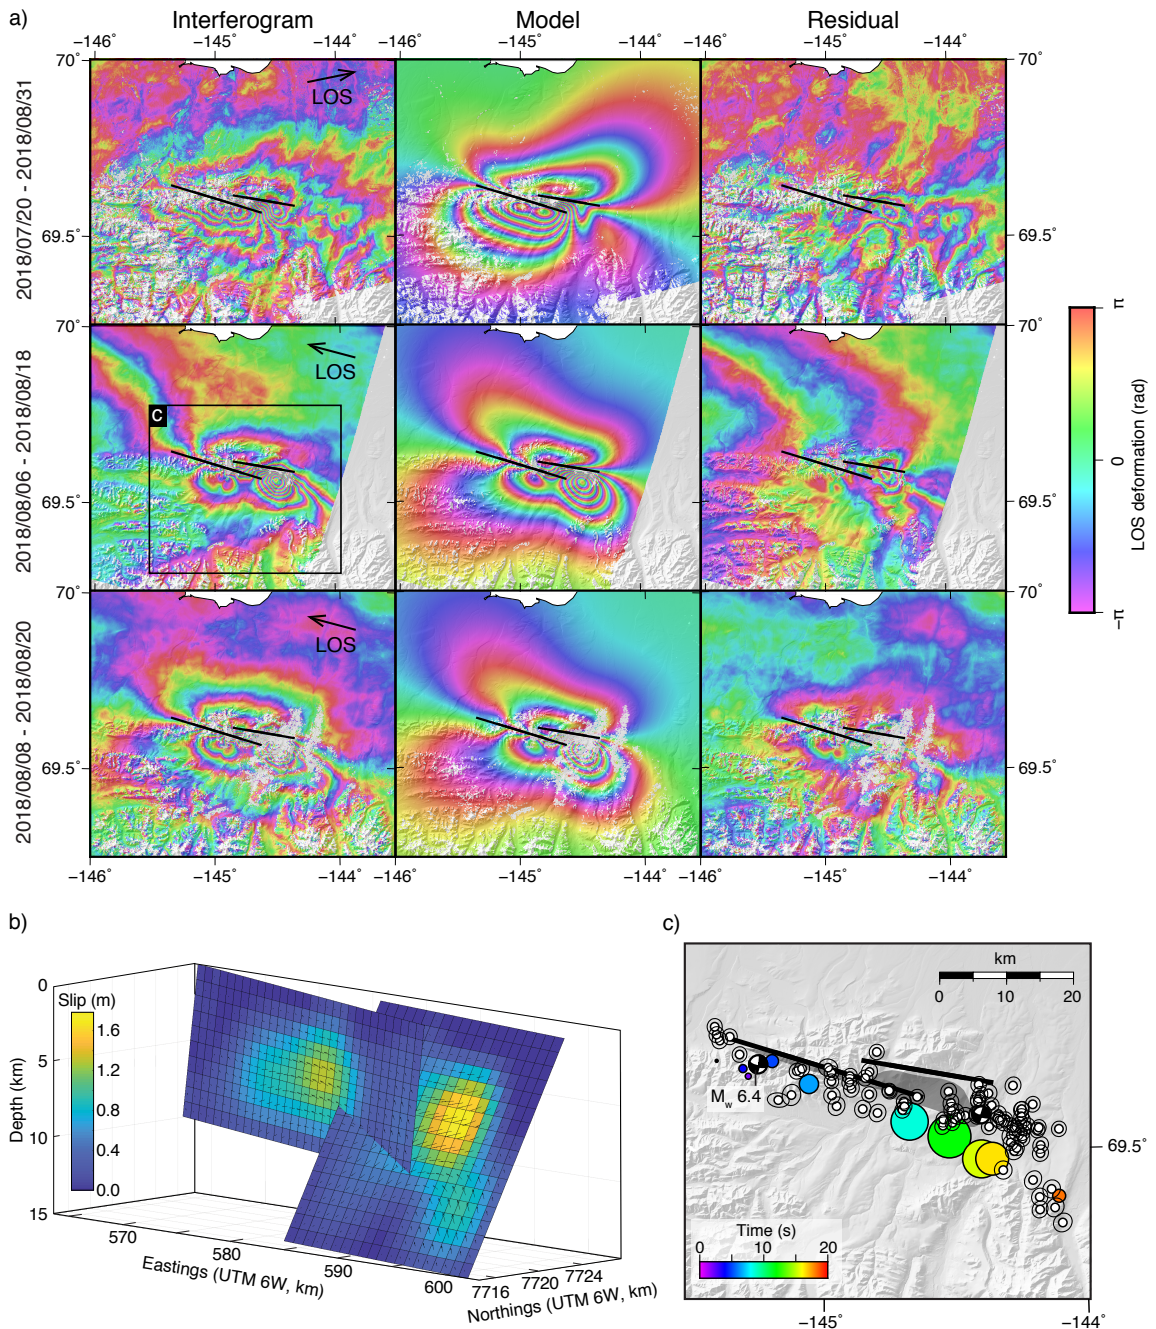 a)
Interferogram
Model
Residual
−146˚ −145˚ −144˚ −146˚ −145˚ −144˚ −146˚ −145˚ −144˚
2018/07/20 - 2018/08/31
LOS
70˚
69.5˚
70˚
69.5˚
2018/08/06 - 2018/08/18
LOS
c
70˚
69.5˚
70˚
69.5˚
2018/08/08 - 2018/08/20
LOS
70˚
69.5˚
70˚
69.5˚
−146˚ −145˚ −144˚ −146˚ −145˚ −144˚ −146˚ −145˚ −144˚
π
0
−π
LOS deformation (rad)
b)
0
5
10
15
Depth (km)
Slip (m)
1.6
1.2
0.8
0.4
0.0
570
580
590
600
Eastings (UTM 6W, km)
7716
7720
7724
Northings (UTM 6W, km)
c)
km
0 10 20
Mw 6.4
Time (s)
0 10 20
69.5˚
−145˚ −144˚